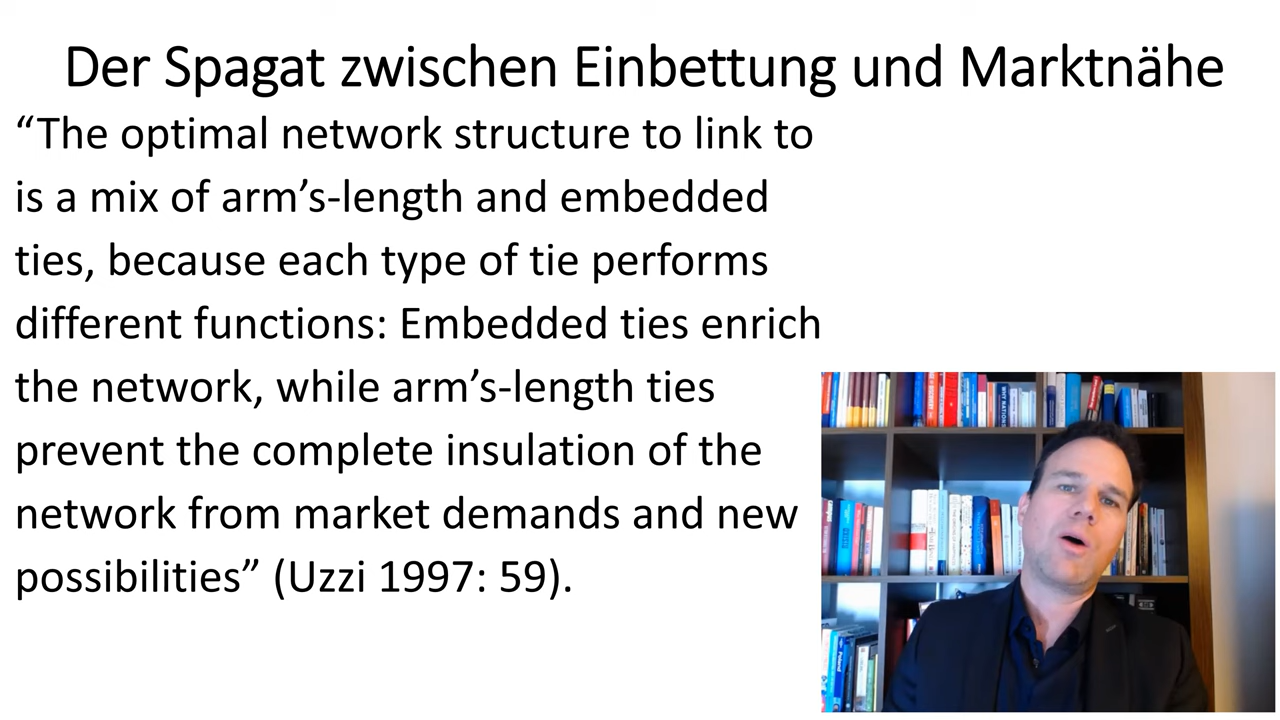 Der Spagat zwischen Einbettung und Marktnähe
“The optimal network structure to link to
is a mix of arm’s-length and embedded
ties, because each type of tie performs
different functions: Embedded ties enrich
the network, while arm’s-length ties
prevent the complete insulation of the
network from market demands and new
possibilities” (Uzzi 1997: 59).